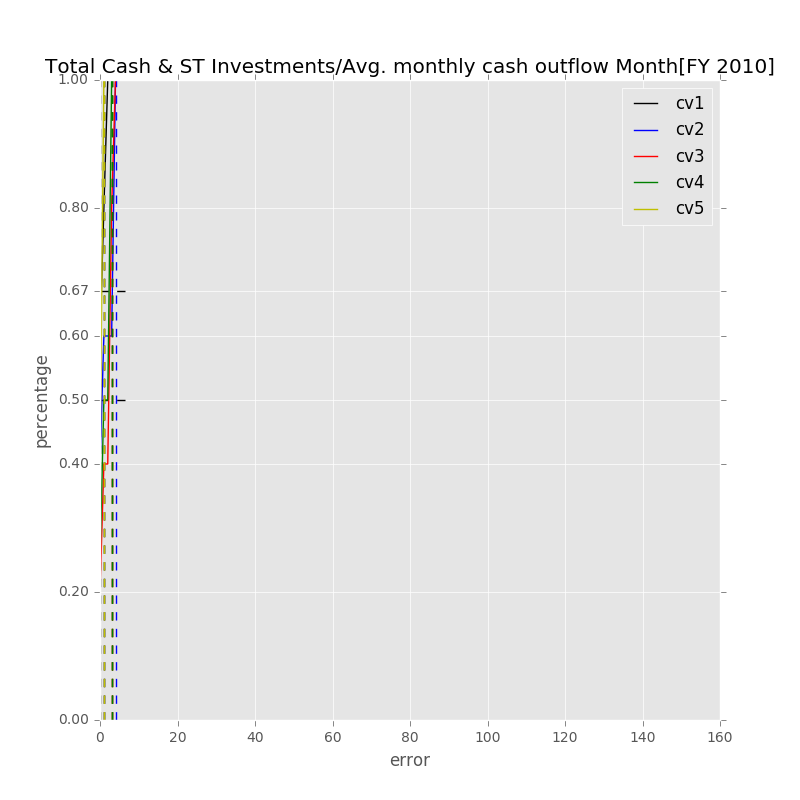 Total Cash & ST Investments/Avg. monthly cash outflow Month[FY 2010]
1.00
0.80
0.67
0.60
0.50
0.40
0.20
0.00
percentage
cv1
cv2
cv3
cv4
cv5
0 20 40 60 80 100 120 140 160
error